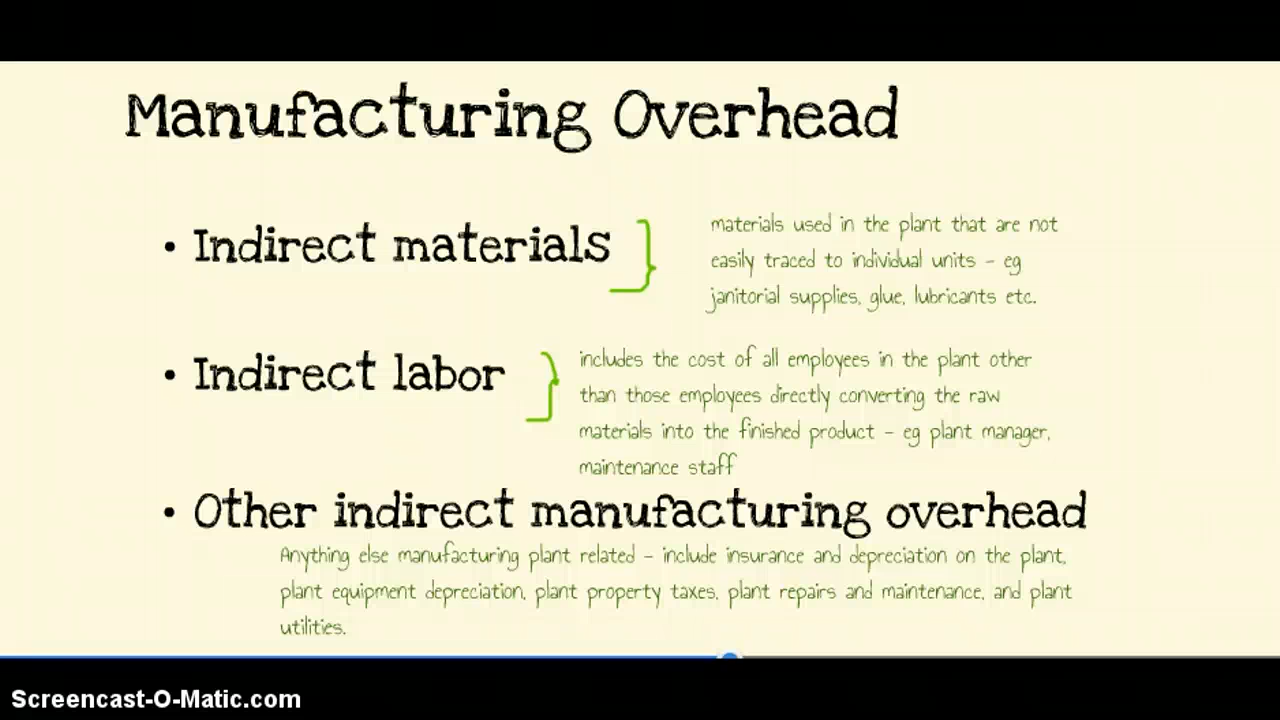 Manufacturing Overhead
• Indirect materials
materials used in the plant that are not
easily traced to individual units - eg
janitorial supplies, glue, lubricants etc.
• Indirect labor
includes the cost of all employees in the plant other
than those employees directly converting the raw
materials into the finished product - eg plant manager,
maintenance staff
• Other indirect manufacturing overhead
Anything else manufacturing plant related - include insurance and depreciation on the plant,
plant equipment depreciation, plant property taxes, plant repairs and maintenance, and plant
utilities.
Screencast-O-Matic.com